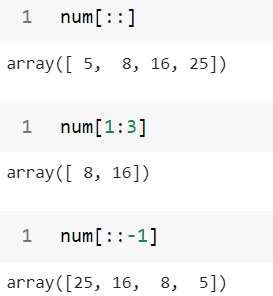 1 num[::]
array([ 5,  8, 16, 25])
1 num[1:3]
array([ 8, 16])
1 num[::-1]
array([25, 16,  8,  5])